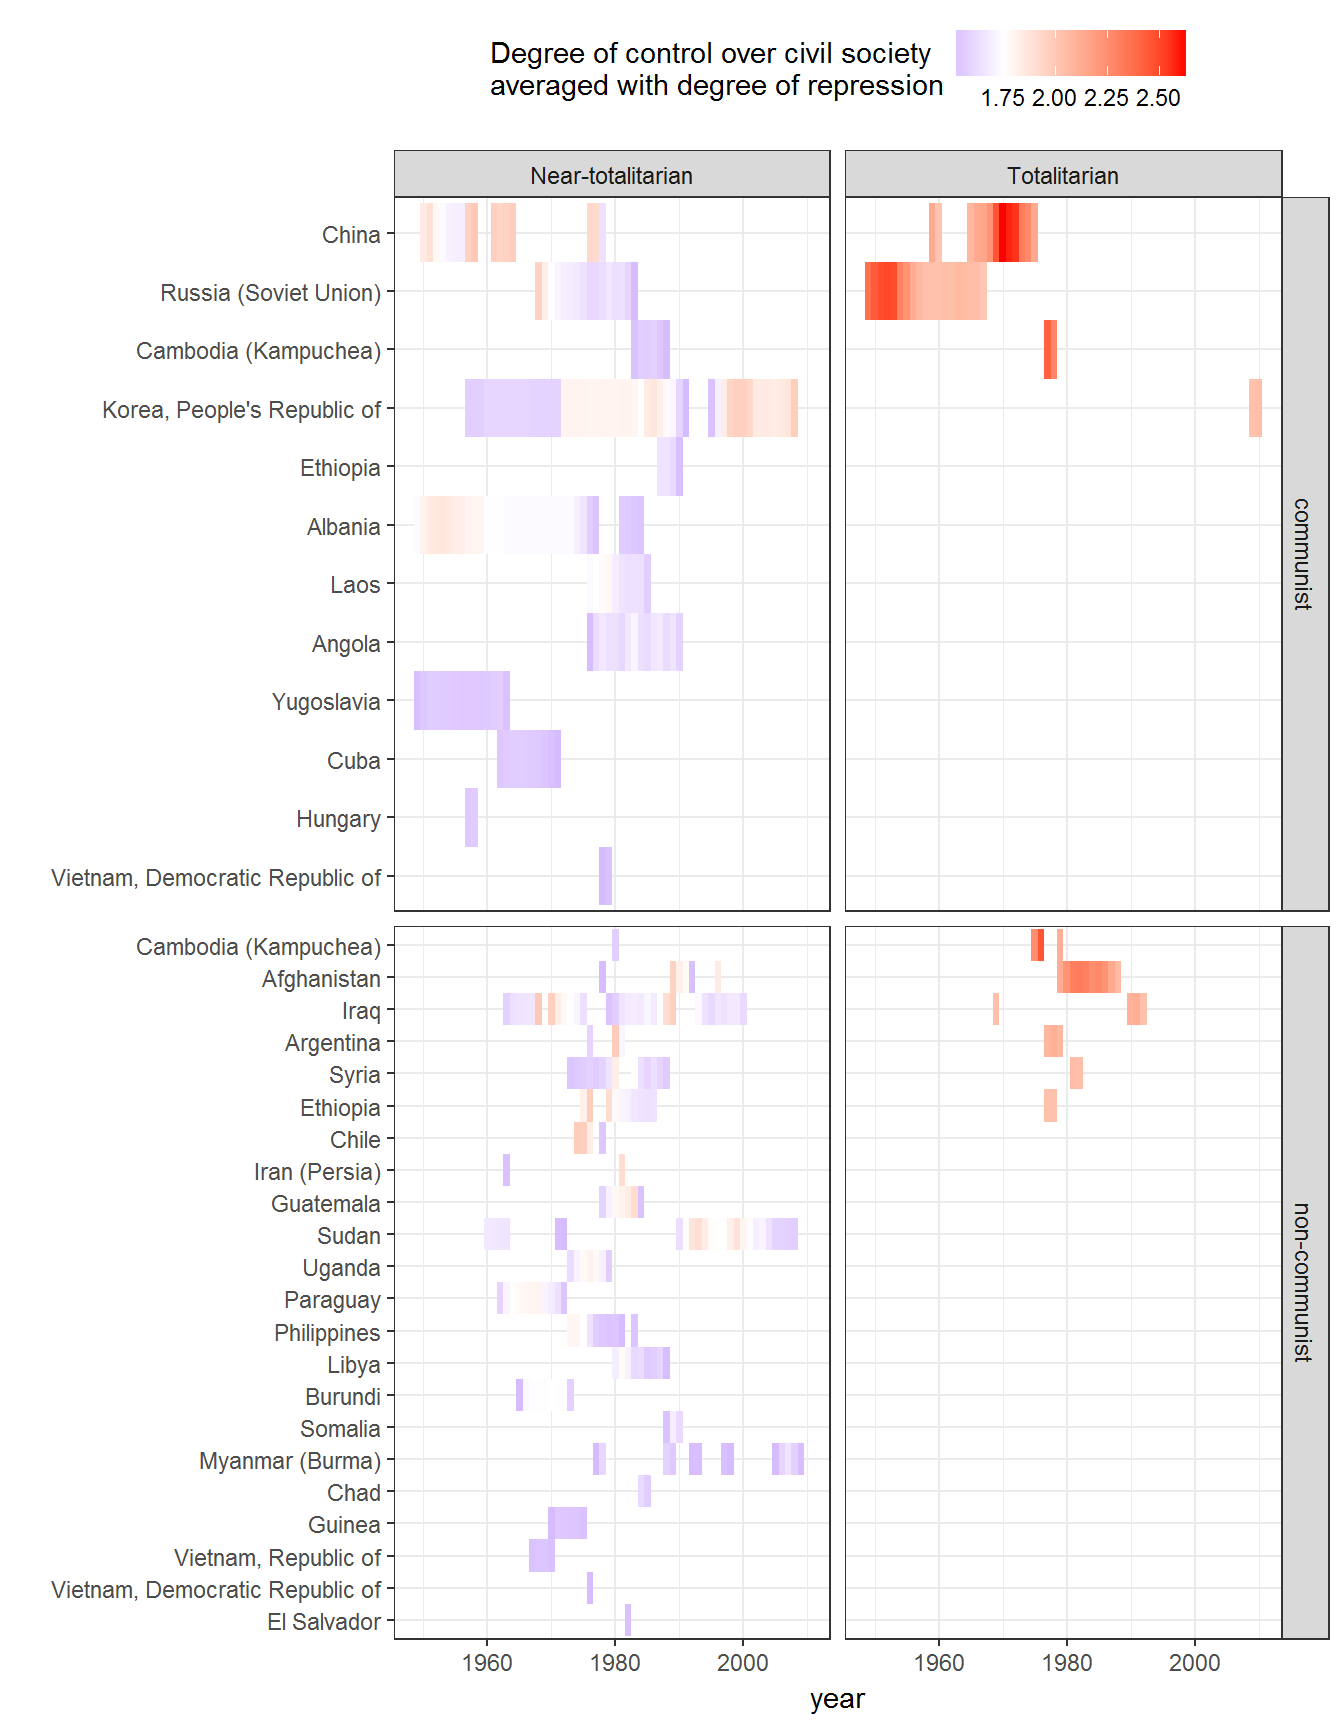 Degree of control over civil society
averaged with degree of repression
1.75 2.00 2.25 2.50
Near-totalitarian
Totalitarian
China
Russia (Soviet Union)
Cambodia (Kampuchea)
Korea, People's Republic of
Ethiopia
Albania
Laos
Angola
Yugoslavia
Cuba
Hungary
Vietnam, Democratic Republic of
communist
Cambodia (Kampuchea)
Afghanistan
Iraq
Argentina
Syria
Ethiopia
Chile
Iran (Persia)
Guatemala
Sudan
Uganda
Paraguay
Philippines
Libya
Burundi
Somalia
Myanmar (Burma)
Chad
Guinea
Vietnam, Republic of
Vietnam, Democratic Republic of
El Salvador
non-communist
1960 1980 2000
1960 1980 2000
year